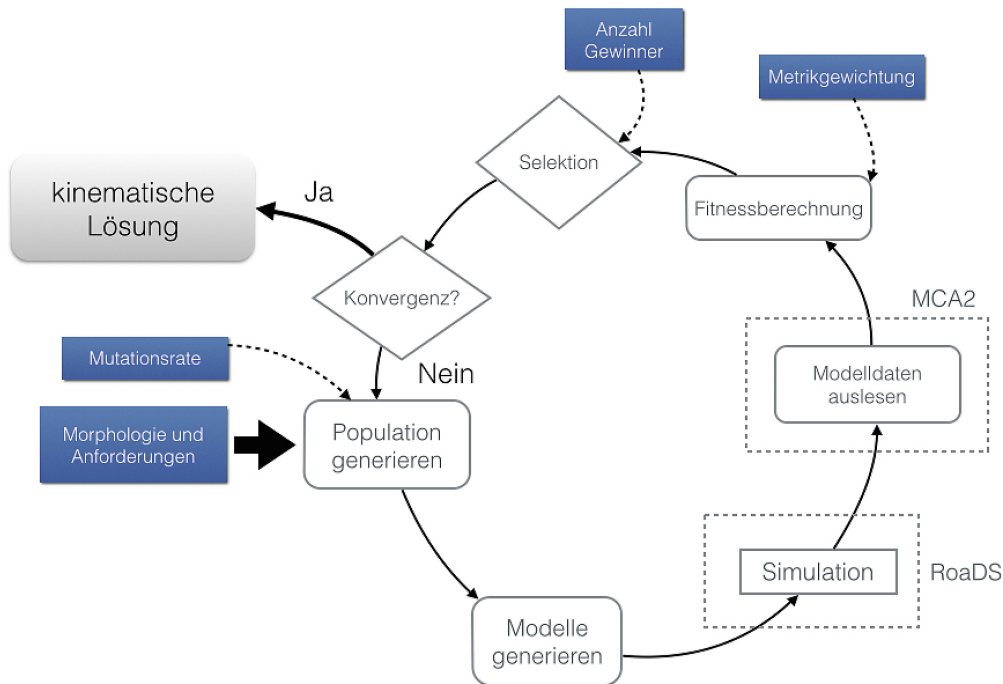 Anzahl
Gewinner
Metrikgewichtung
Selektion
Fitnessberechnung
kinematische
Lösung
Ja
Konvergenz?
MCA2
Mutationsrate
Nein
Modelldaten
auslesen
Morphologie und
Anforderungen
Population
generieren
Simulation
RoaDS
Modelle
generieren